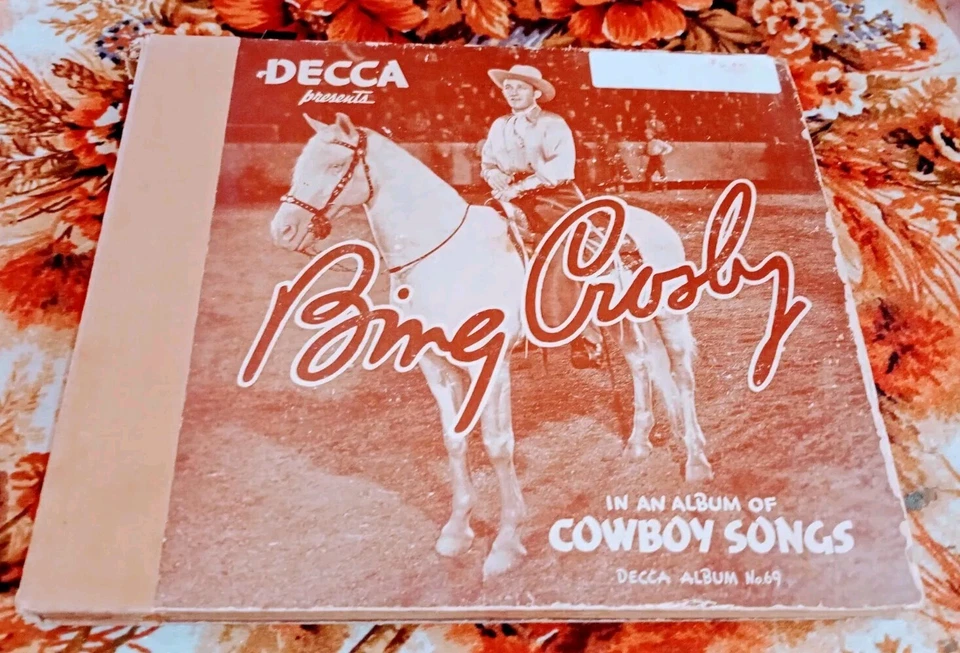 DECCA
presents
Bing Crosby
IN AN ALBUM OF
COWBOY SONGS
DECCA ALBUM No.69